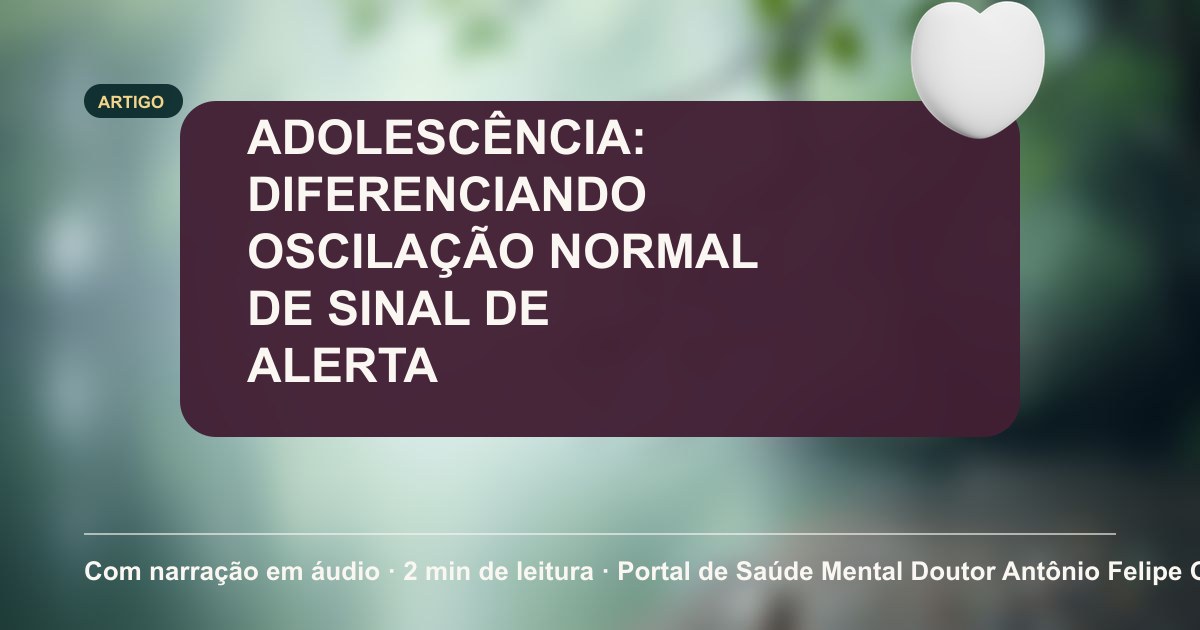 ARTIGO
ADOLESCÊNCIA:
DIFERENCIANDO
OSCILAÇÃO NORMAL
DE SINAL DE
ALERTA
Com narração em áudio · 2 min de leitura · Portal de Saúde Mental Doutor Antônio Felipe